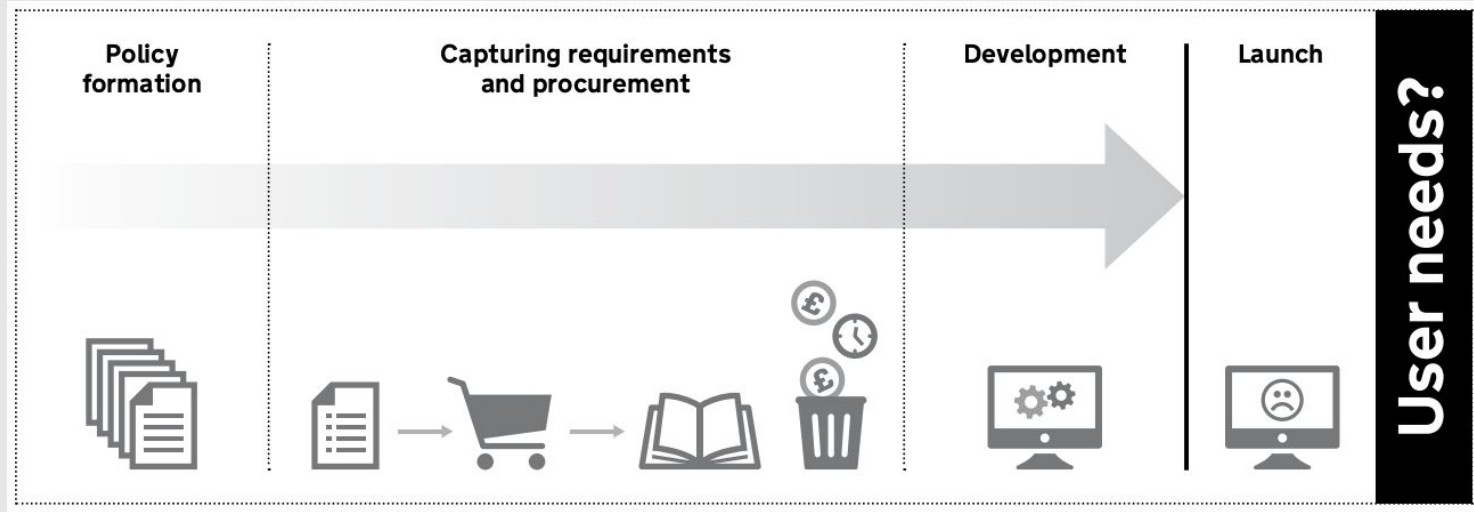 Policy
formation
Capturing requirements
and procurement
Development
Launch
£
£
User needs?